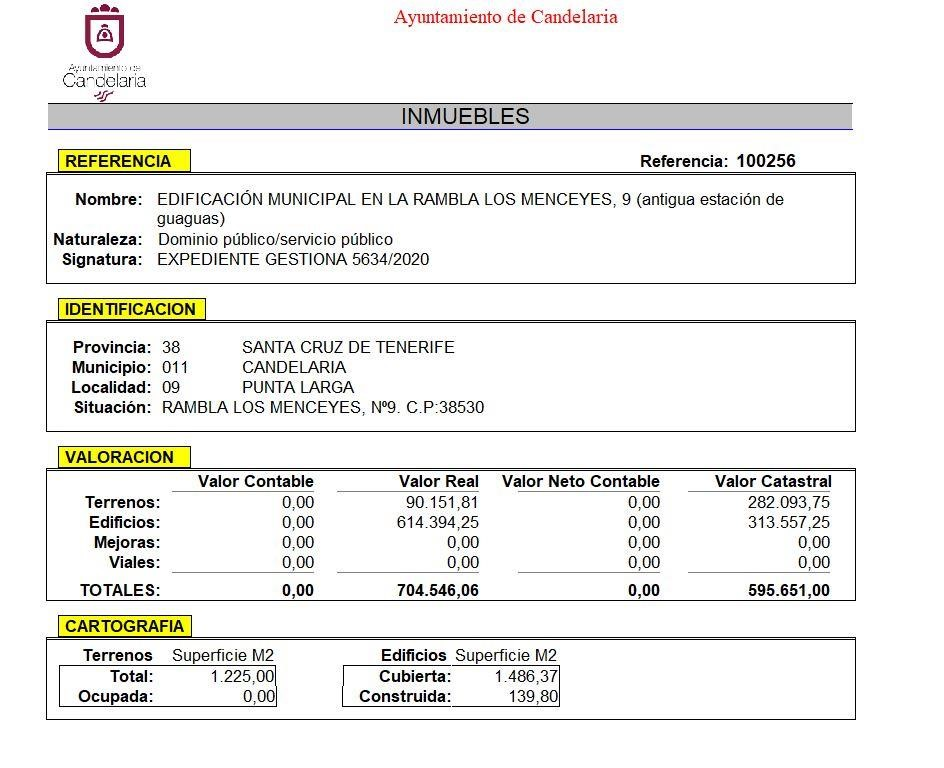 Ayuntamiento de Candelaria
Ayuntamiento de
Candelaria
INMUEBLES
REFERENCIA
Referencia: 100256
Nombre: EDIFICACIÓN MUNICIPAL EN LA RAMBLA LOS MENCEYES, 9 (antigua estación de
guaguas)
Naturaleza: Dominio público/servicio público
Signatura: EXPEDIENTE GESTIONA 5634/2020
IDENTIFICACION
Provincia: 38 SANTA CRUZ DE TENERIFE
Municipio: 011 CANDELARIA
Localidad: 09 PUNTA LARGA
Situación: RAMBLA LOS MENCEYES, Nº9. C.P:38530
VALORACION
Valor Contable Valor Real Valor Neto Contable Valor Catastral
Terrenos: 0,00 90.151,81 0,00 282.093,75
Edificios: 0,00 614.394,25 0,00 313.557,25
Mejoras: 0,00 0,00 0,00 0,00
Viales: 0,00 0,00 0,00 0,00
TOTALES: 0,00 704.546,06 0,00 595.651,00
CARTOGRAFIA
Terrenos Superficie M2 Edificios Superficie M2
Total: 1.225,00 Cubierta: 1.486,37
Ocupada: 0,00 Construida: 139,80